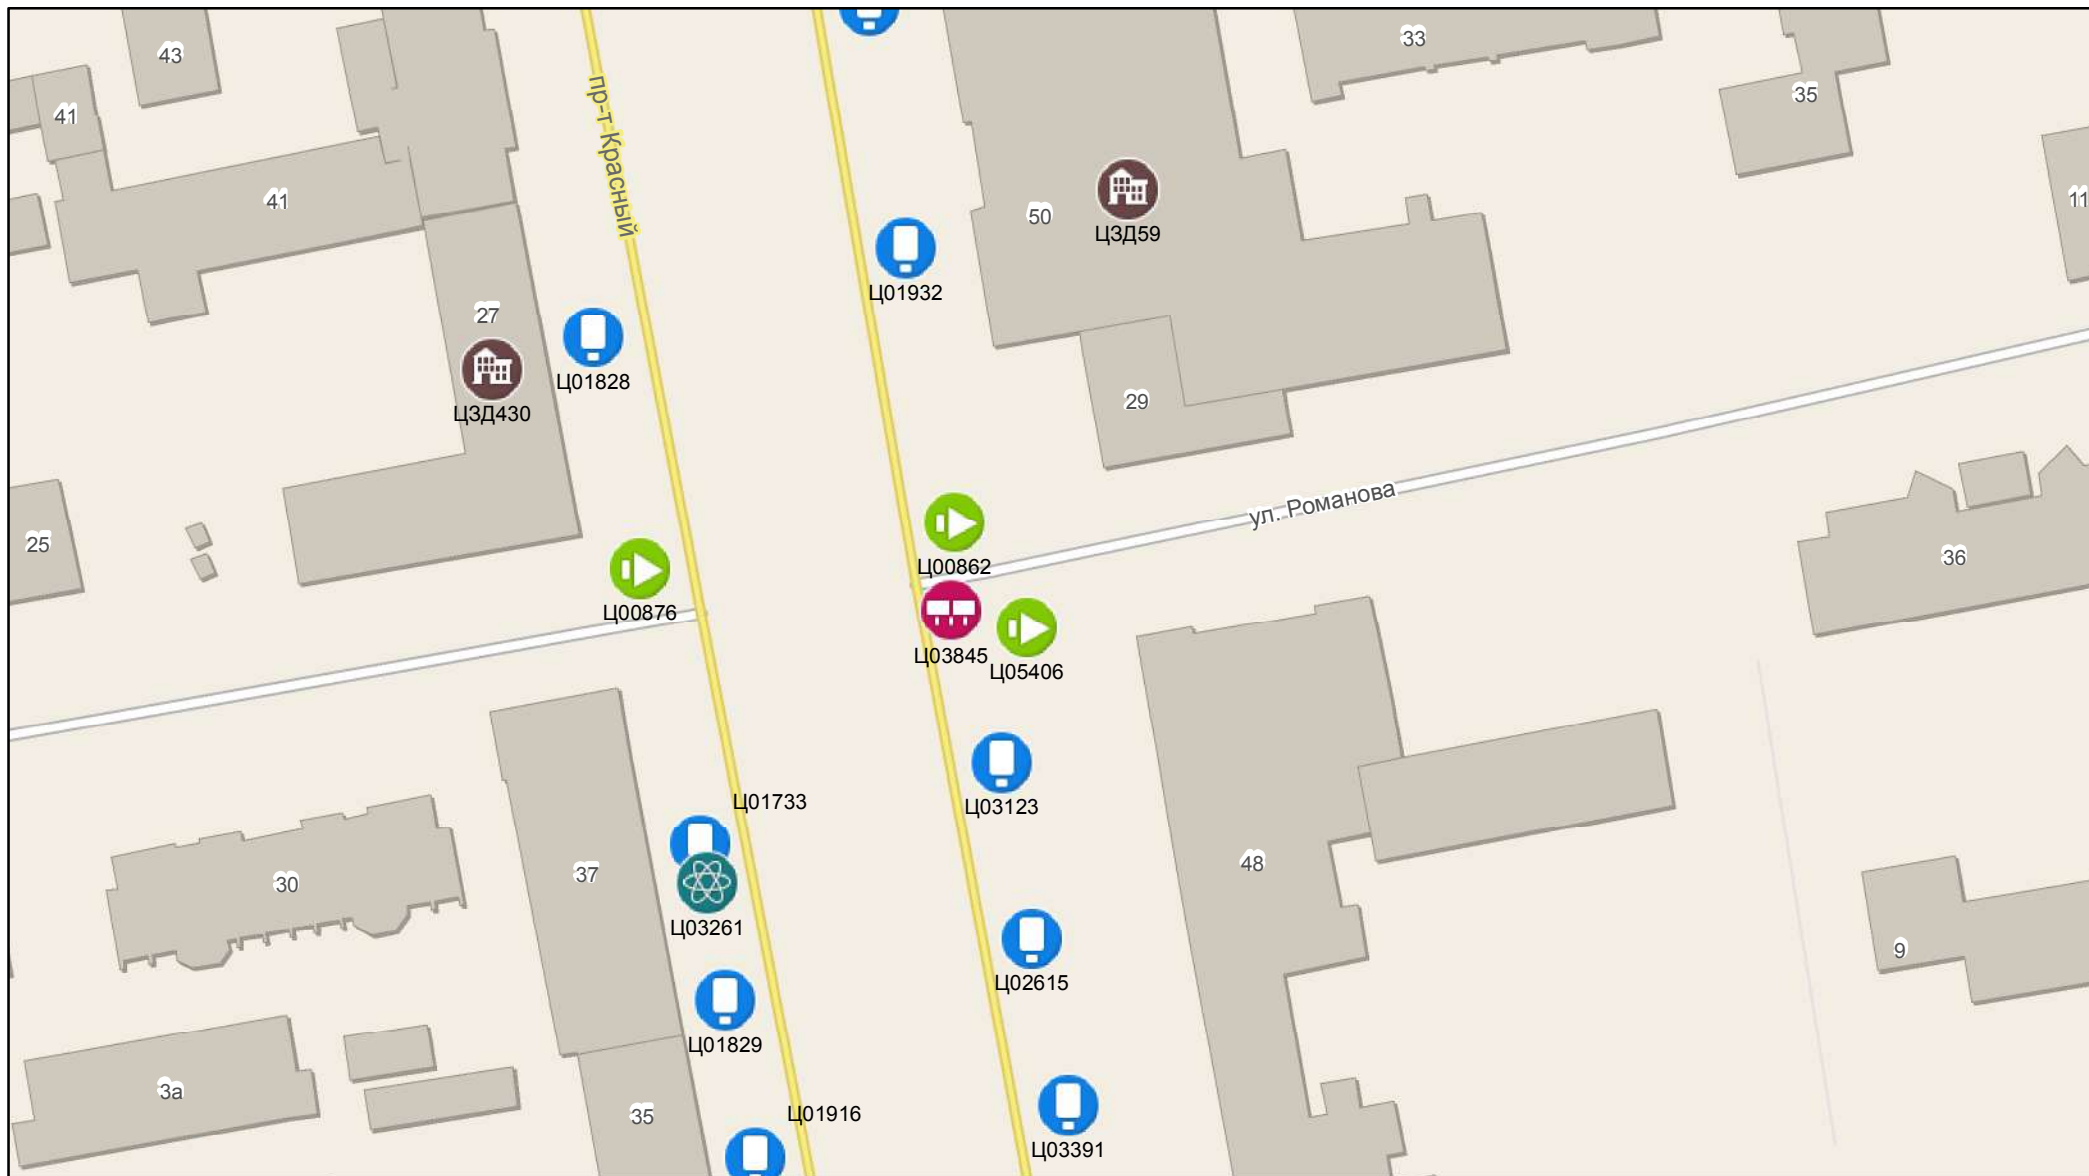 43
33
35
41
пр-т Красный
41
11
50
ЦЗД59
Ц01932
27
Ц01828
ЦЗД430
29
ул. Романова
25
Ц00862
36
Ц00876
Ц03845
Ц05406
Ц01733
Ц03123
48
37
30
Ц03261
9
Ц02615
Ц01829
3а
35
Ц01916
Ц03391